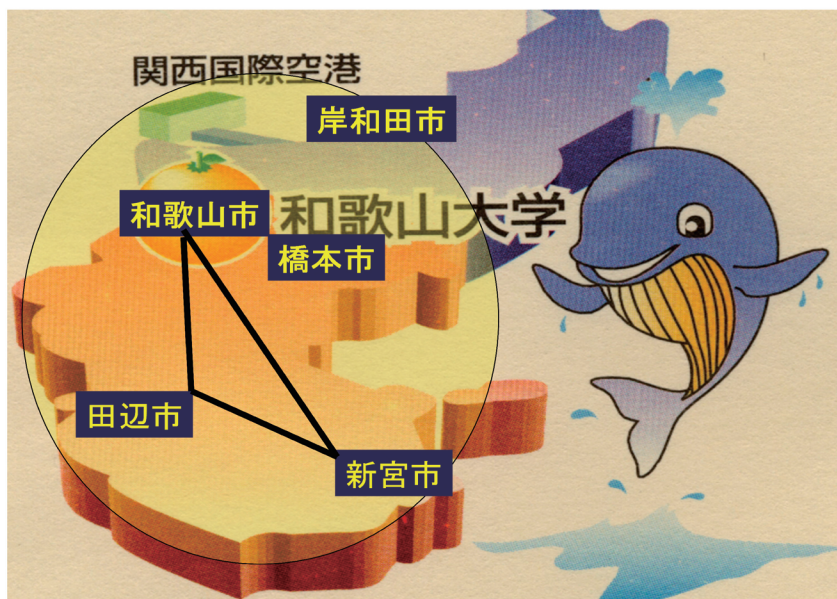 関西国際空港
岸和田市
和歌山市
和歌山大学
橋本市
田辺市
新宮市